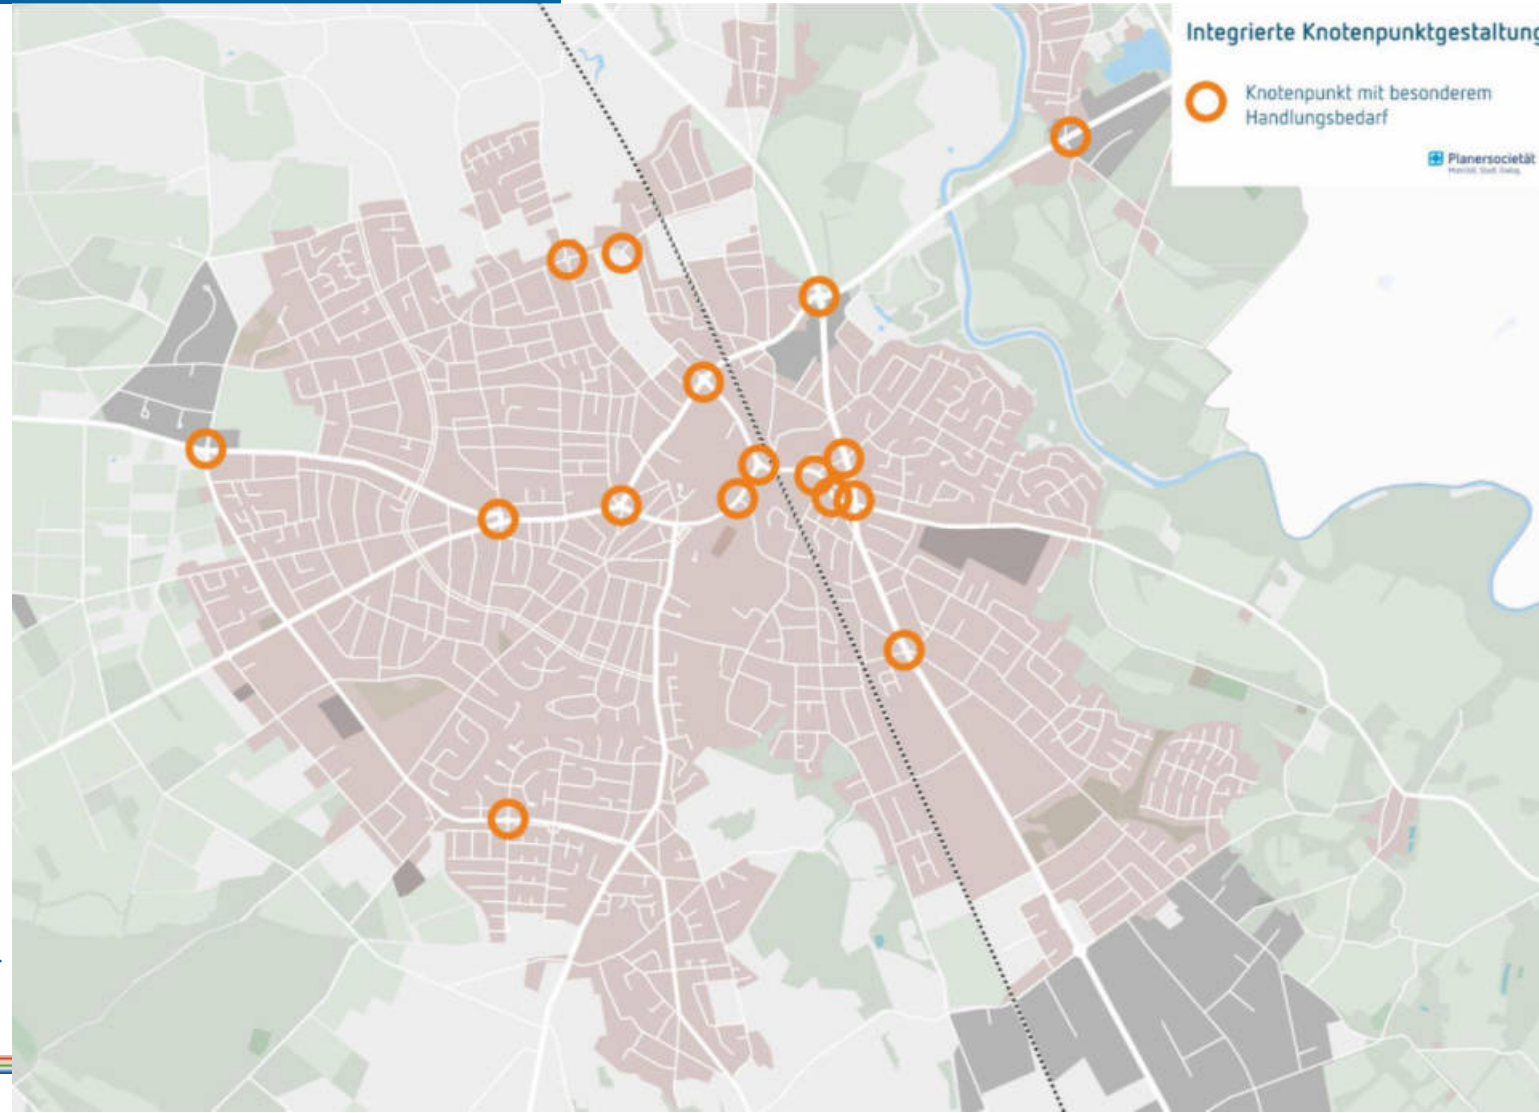 Integrierte Knotenpunktgestaltung
Knotenpunkt mit besonderem
Handlungsbedarf
Planersocietät